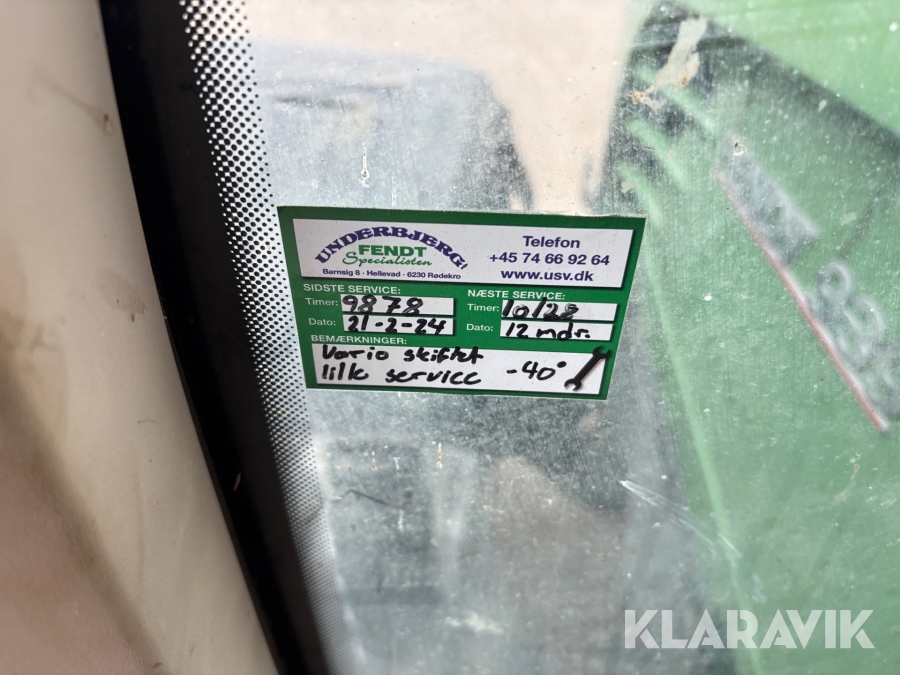 UNDERBJERG
FENDT
Specialisten
Barnsig 8 · Hellevad · 6230 Rødekro
Telefon
+45 74 66 92 64
www.usv.dk
SIDSTE SERVICE:
Timer: 9878
Dato: 21-2-24
NÆSTE SERVICE:
Timer: 10128
Dato: 12 mdr.
BEMÆRKNINGER:
Vario skiftet
lille service -40°
KLARAVIK